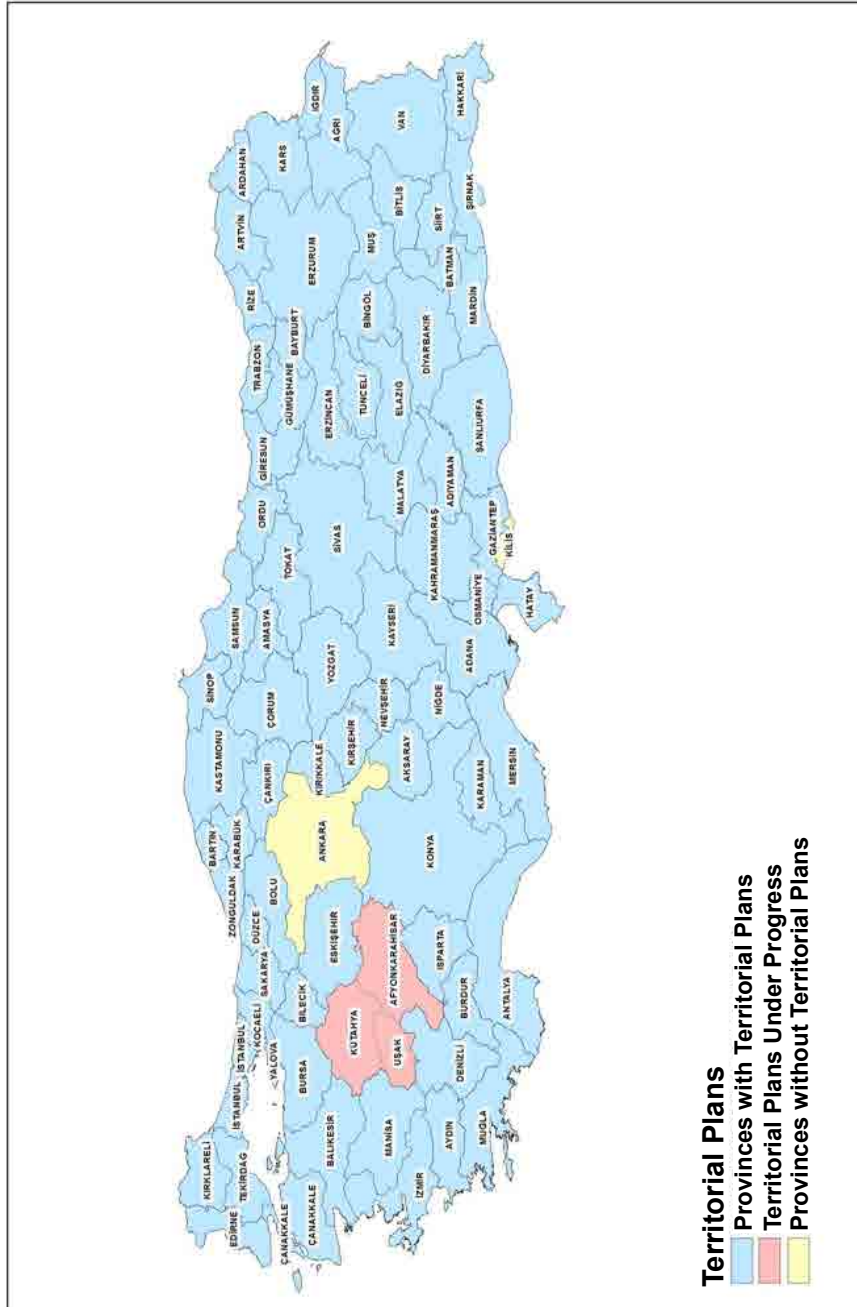 KIRKLARELİ
EDİRNE
TEKİRDAĞ
İSTANBUL
İSTANBUL
KOCAELİ
YALOVA
SAKARYA
DÜZCE
ZONGULDAK
BARTIN
KARABÜK
KASTAMONU
SİNOP
SAMSUN
ORDU
GİRESUN
TRABZON
RİZE
ARTVİN
ARDAHAN
ÇANAKKALE
ÇANAKKALE
BALIKESİR
BURSA
BİLECİK
BOLU
ÇANKIRI
ÇORUM
AMASYA
TOKAT
GÜMÜŞHANE
BAYBURT
ERZURUM
KARS
IGDIR
AGRI
ESKİŞEHİR
ANKARA
KIRIKKALE
KIRŞEHİR
YOZGAT
SİVAS
ERZİNCAN
TUNCELİ
BİNGÖL
MUŞ
BİTLİS
VAN
KÜTAHYA
MANİSA
UŞAK
AFYONKARAHİSAR
İZMİR
AYDIN
DENİZLİ
MUGLA
BURDUR
ISPARTA
ANTALYA
KONYA
AKSARAY
NEVŞEHİR
NİGDE
KAYSERİ
KARAMAN
MERSİN
ADANA
KAHRAMANMARAŞ
MALATYA
ELAZIG
ADIYAMAN
DİYARBAKIR
BATMAN
SİİRT
ŞIRNAK
HAKKARİ
MARDİN
ŞANLIURFA
GAZİANTEP
KİLİS
OSMANİYE
HATAY
Territorial Plans
Provinces with Territorial Plans
Territorial Plans Under Progress
Provinces without Territorial Plans